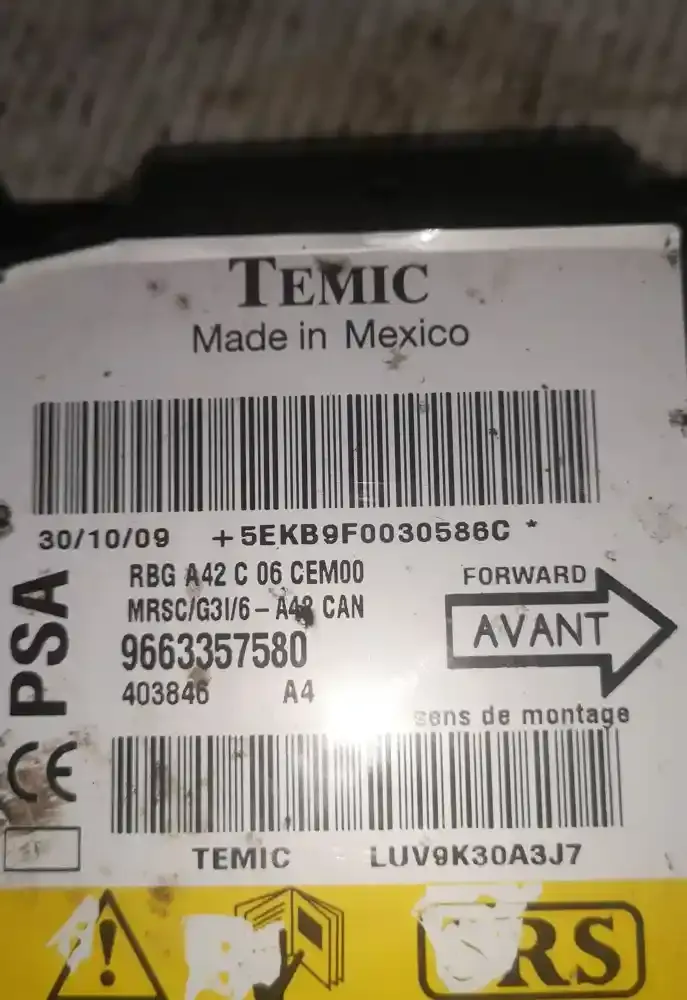 TEMIC
Made in Mexico
30/10/09 +5EKB9F0030586C *
RBG A42 C 06 CEM00
MRSC/G3I/6 - CAN
9663357580
403846 A4
FORWARD
AVANT
sens de montage
PSA
CE
TEMIC LUV9K30A3J7